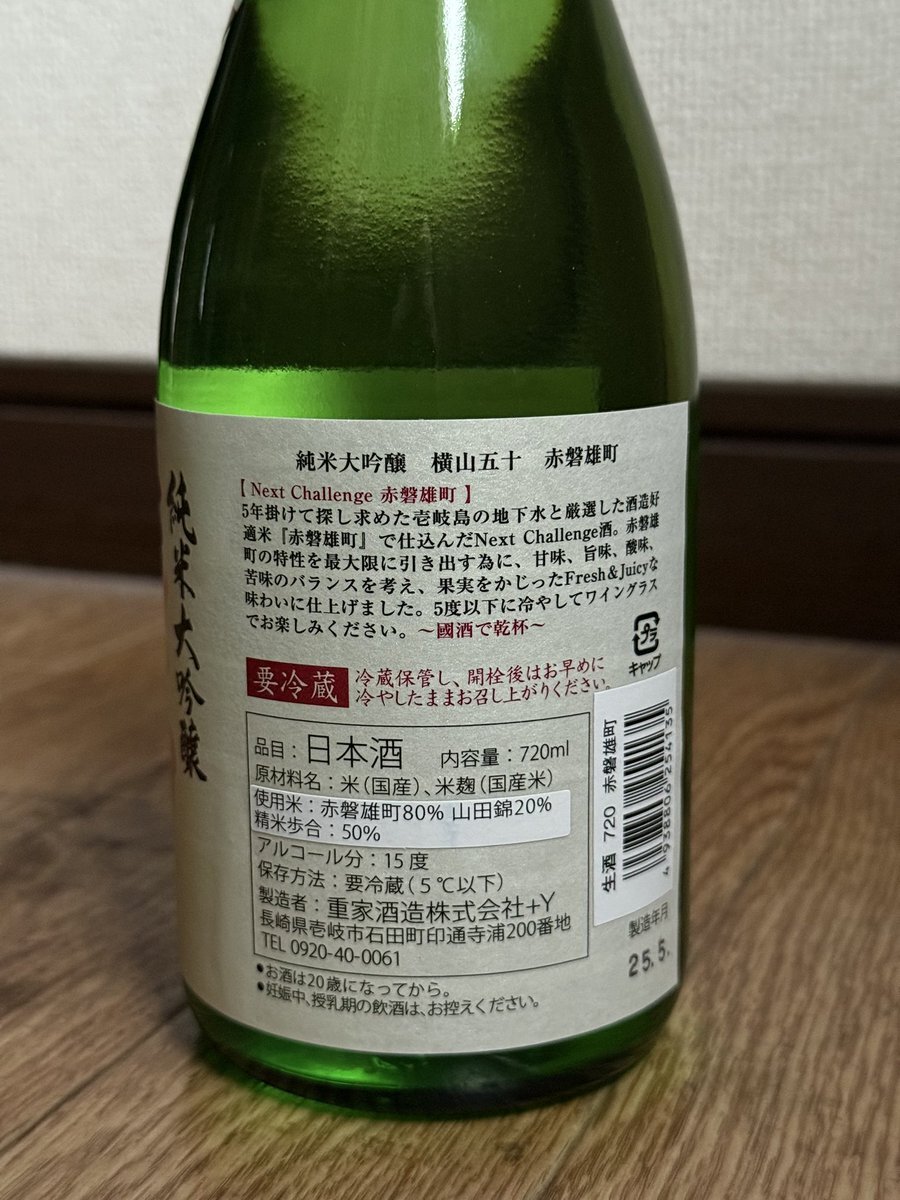 純米大吟醸
純米大吟醸　横山五十　赤磐雄町
【 Next Challenge 赤磐雄町 】
5年掛けて探し求めた壱岐島の地下水と厳選した酒造好
適米『赤磐雄町』で仕込んだNext Challenge酒。赤磐雄
町の特性を最大限に引き出す為に、甘味、旨味、酸味、
苦味のバランスを考え、果実をかじったFresh＆Juicyな
味わいに仕上げました。5度以下に冷やしてワイングラス
でお楽しみください。～國酒で乾杯～
プラ
キャップ
要冷蔵
冷蔵保管し、開栓後はお早めに
冷やしたままお召し上がりください。
品目：日本酒　内容量：720ml
原材料名：米（国産）、米麹（国産米）
使用米：赤磐雄町80% 山田錦20%
精米歩合：50%
アルコール分：15度
保存方法：要冷蔵（5℃以下）
製造者：重家酒造株式会社+Y
長崎県壱岐市石田町印通寺浦200番地
TEL 0920-40-0061
●お酒は20歳になってから。
●妊娠中、授乳期の飲酒は、お控えください。
生酒 720 赤磐雄町
4 938806 254135
製造年月
25.5.